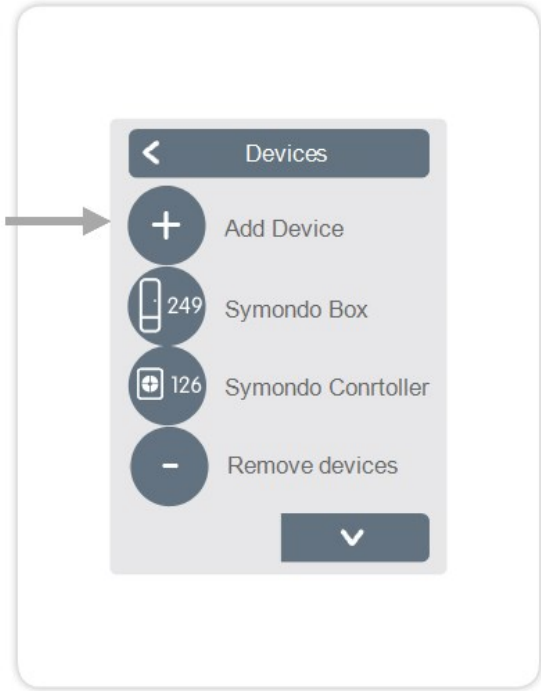 Devices
+ Add Device
249 Symondo Box
126 Symondo Conrtoller
- Remove devices